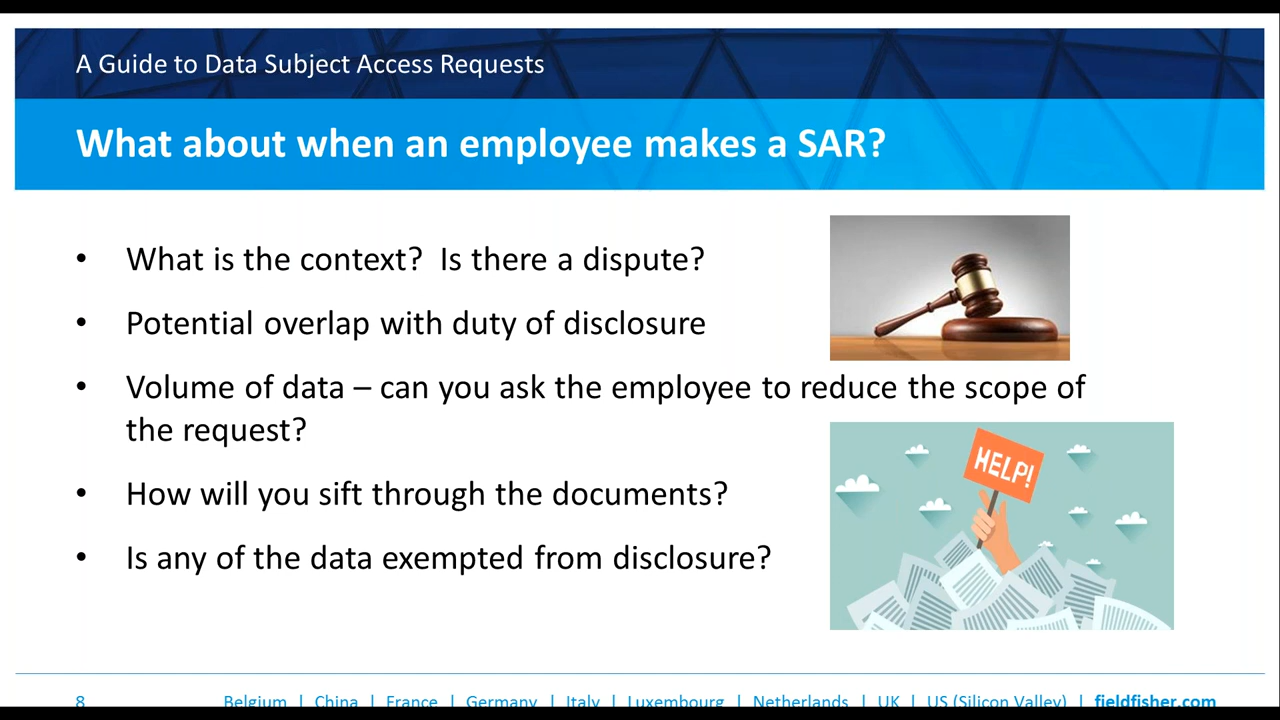 A Guide to Data Subject Access Requests
What about when an employee makes a SAR?
• What is the context?  Is there a dispute?
• Potential overlap with duty of disclosure
• Volume of data – can you ask the employee to reduce the scope of
the request?
HELP!
• How will you sift through the documents?
• Is any of the data exempted from disclosure?
8 Belgium | China | France | Germany | Italy | Luxembourg | Netherlands | UK | US (Silicon Valley) | fieldfisher.com